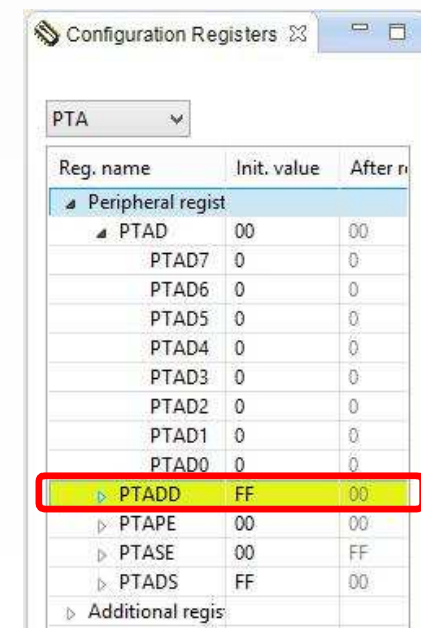 Configuration Registers
PTA
Reg. name Init. value After r
Peripheral regist
PTAD 00 00
PTAD7 0 0
PTAD6 0 0
PTAD5 0 0
PTAD4 0 0
PTAD3 0 0
PTAD2 0 0
PTAD1 0 0
PTAD0 0 0
PTADD FF 00
PTAPE 00 00
PTASE 00 FF
PTADS FF 00
Additional regis